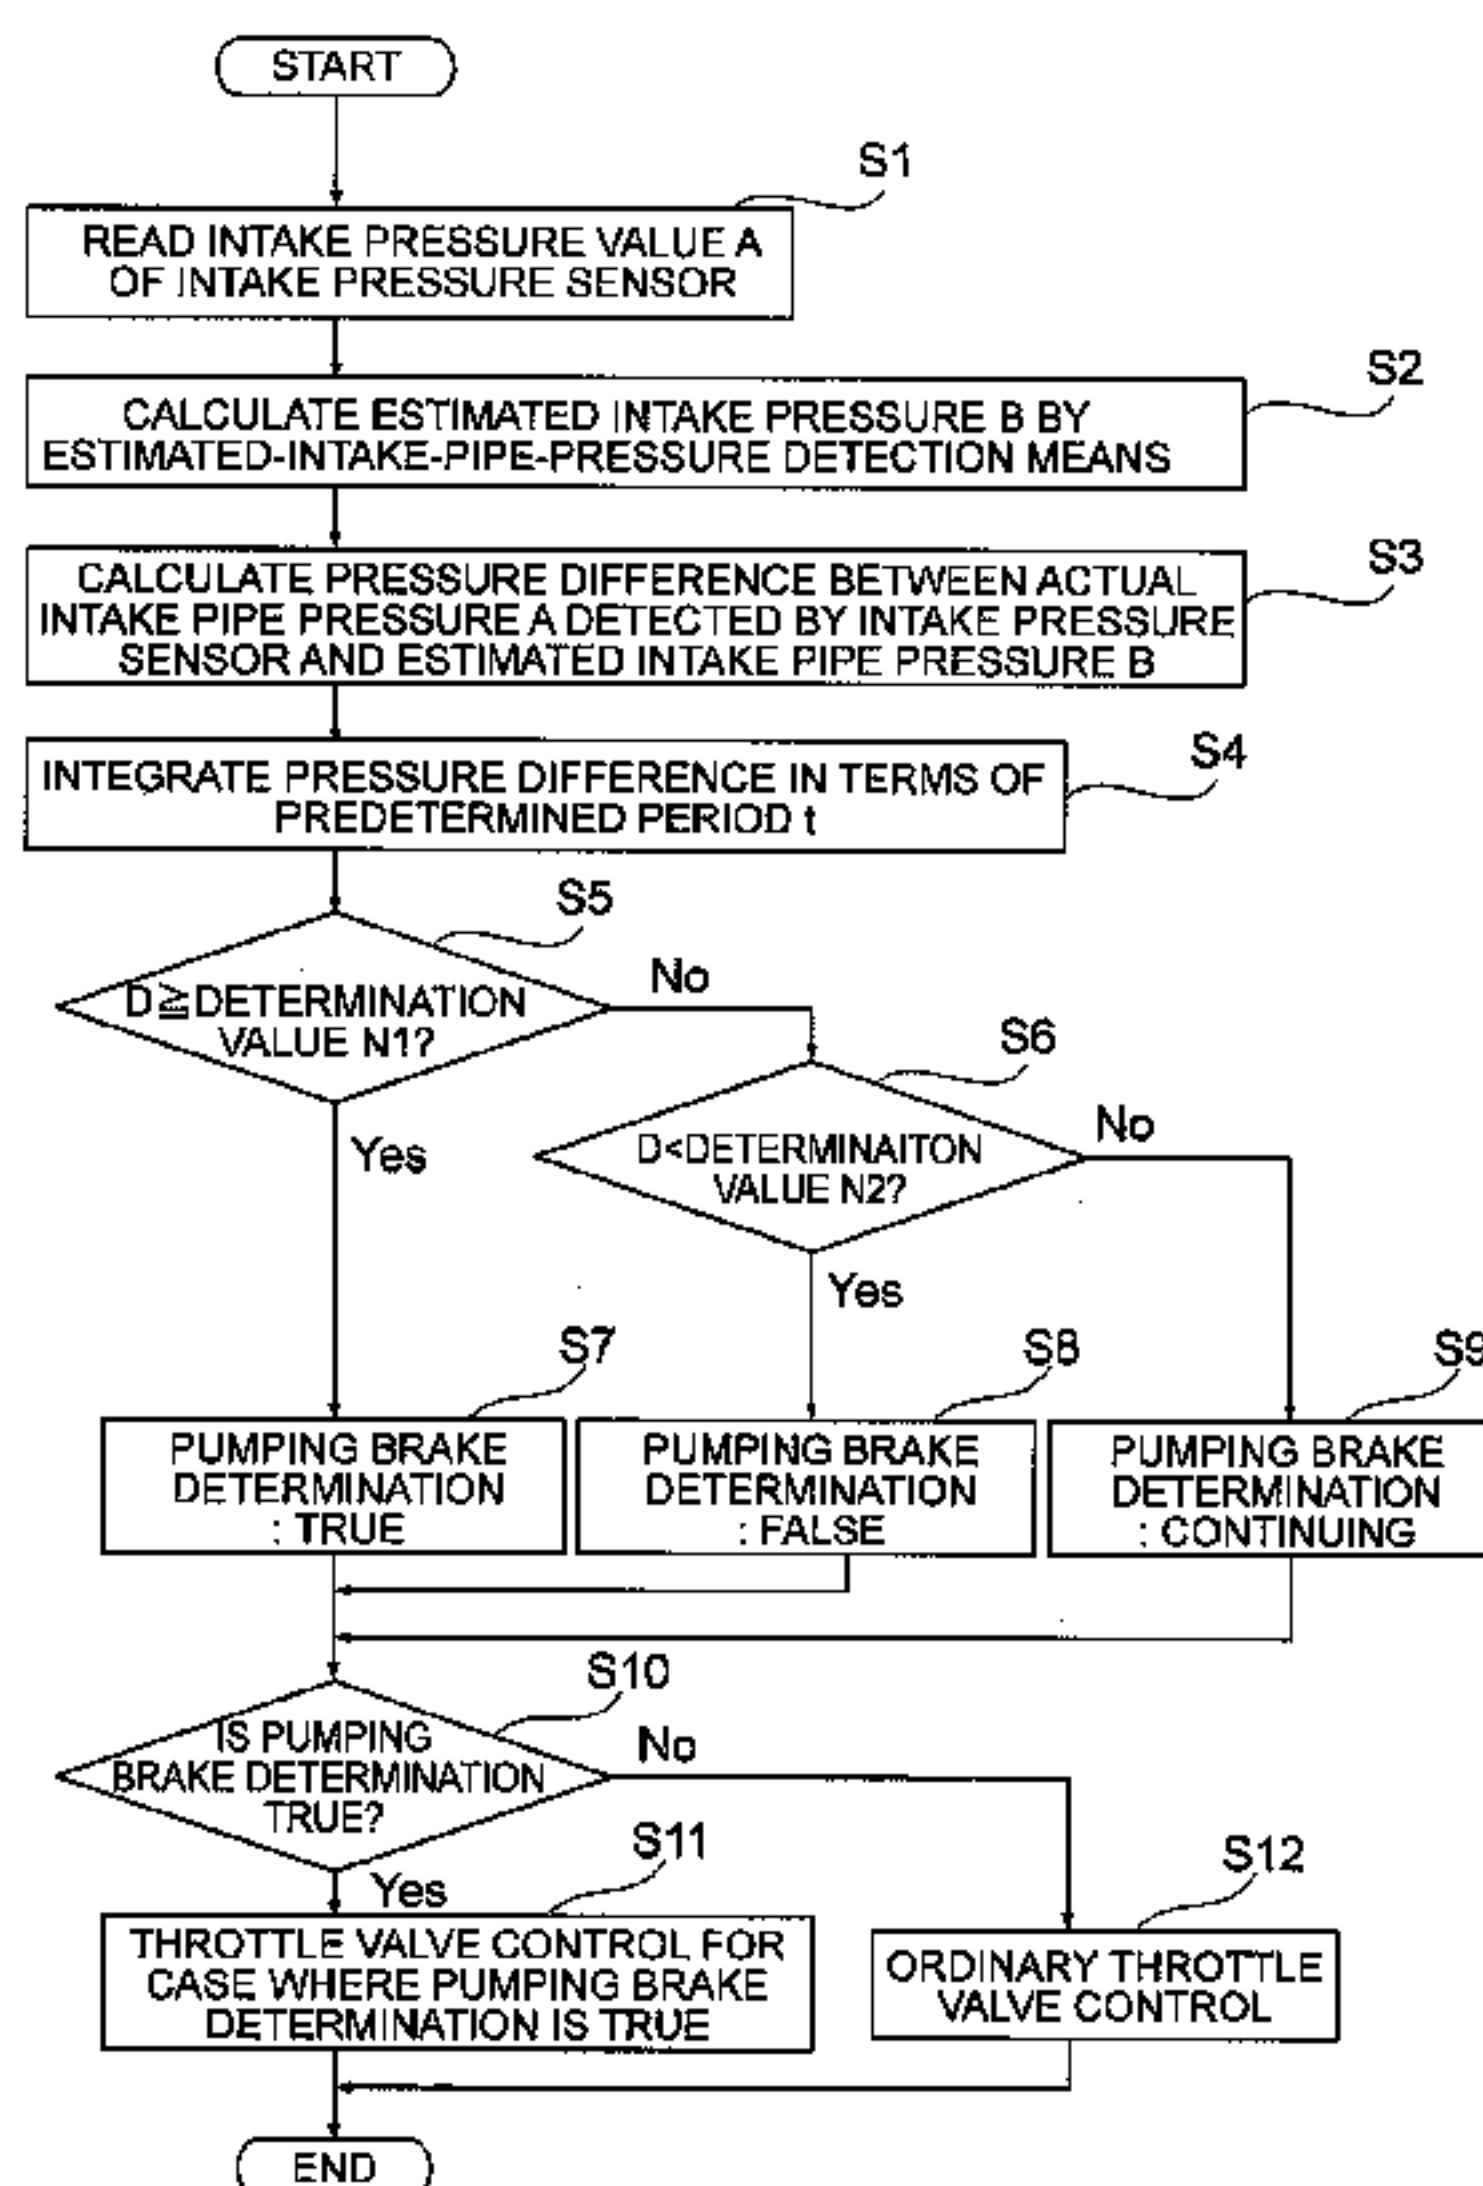 START
S1
READ INTAKE PRESSURE VALUE A
OF INTAKE PRESSURE SENSOR
S2
CALCULATE ESTIMATED INTAKE PRESSURE B BY
ESTIMATED-INTAKE-PIPE-PRESSURE DETECTION MEANS
S3
CALCULATE PRESSURE DIFFERENCE BETWEEN ACTUAL
INTAKE PIPE PRESSURE A DETECTED BY INTAKE PRESSURE
SENSOR AND ESTIMATED INTAKE PIPE PRESSURE B
S4
INTEGRATE PRESSURE DIFFERENCE IN TERMS OF
PREDETERMINED PERIOD t
S5
D≧DETERMINATION
VALUE N1?
No
Yes
S6
D<DETERMINAITON
VALUE N2?
No
Yes
S7
PUMPING BRAKE
DETERMINATION
: TRUE
S8
PUMPING BRAKE
DETERMINATION
: FALSE
S9
PUMPING BRAKE
DETERMINATION
: CONTINUING
S10
IS PUMPING
BRAKE DETERMINATION
TRUE?
No
Yes
S11
THROTTLE VALVE CONTROL FOR
CASE WHERE PUMPING BRAKE
DETERMINATION IS TRUE
S12
ORDINARY THROTTLE
VALVE CONTROL
END